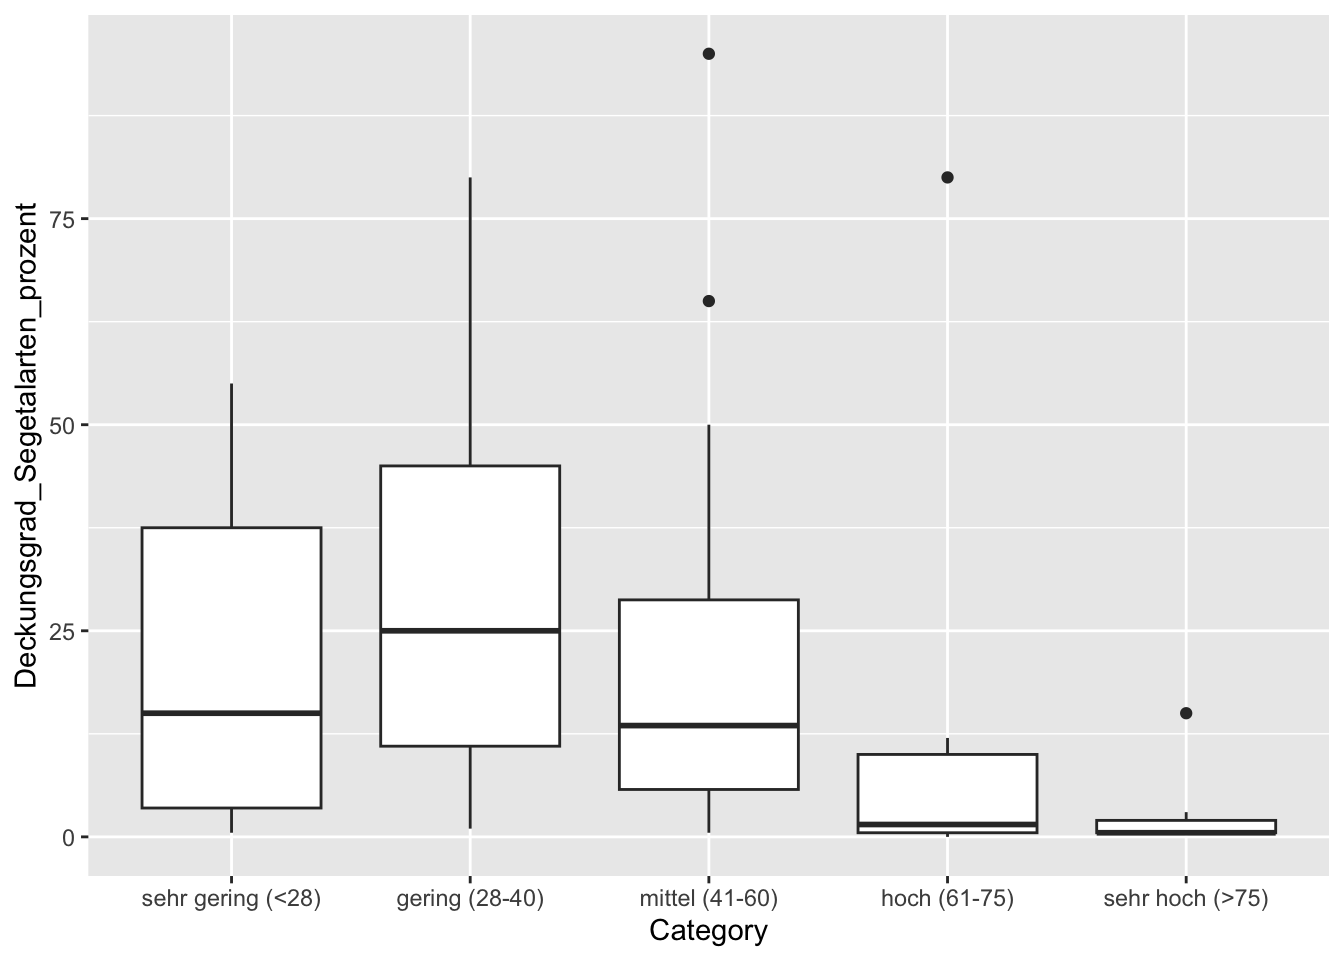 Deckungsgrad_Segetalarten_prozent
75
50
25
0
sehr gering (<28)
gering (28-40)
mittel (41-60)
hoch (61-75)
sehr hoch (>75)
Category